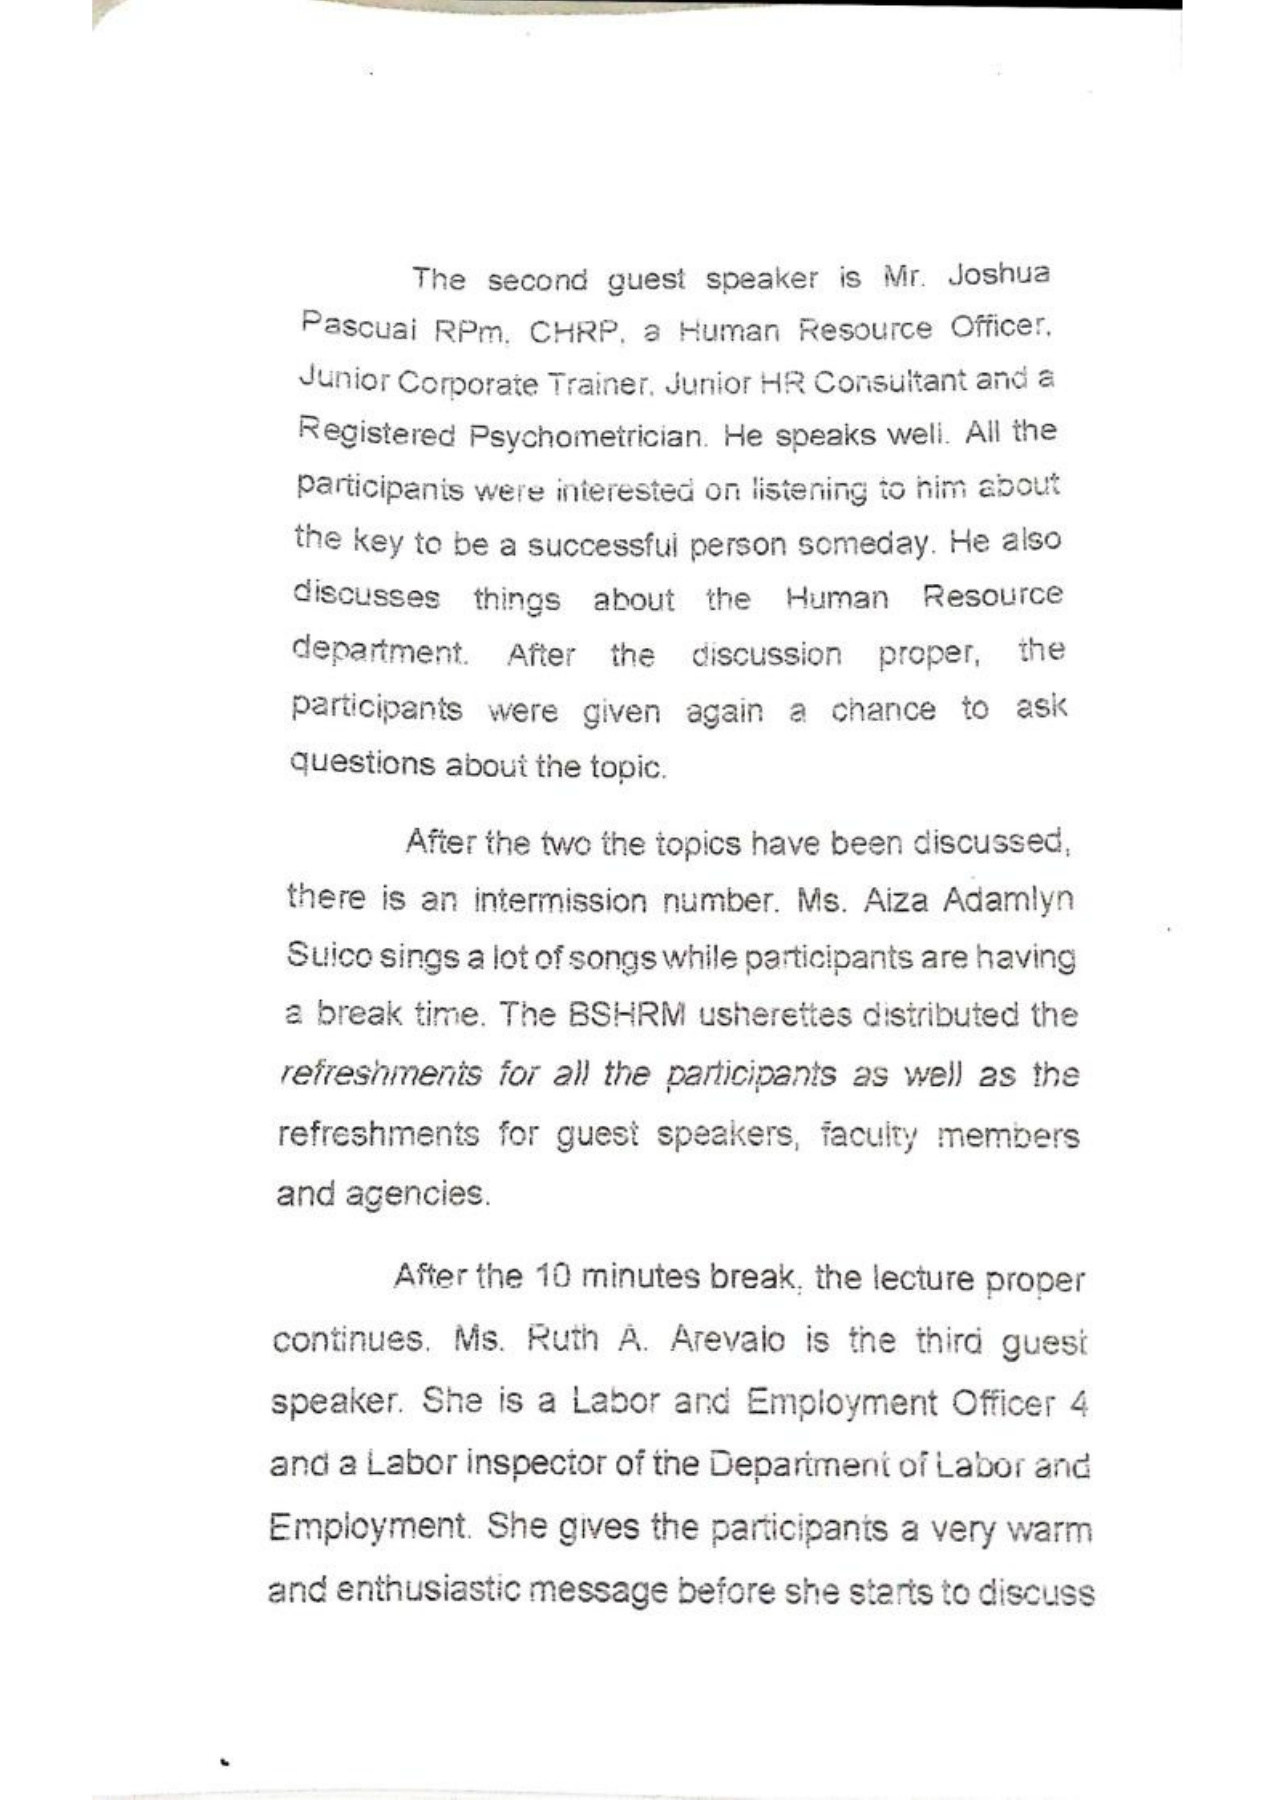 The second guest speaker is Mr. Joshua
Pascual RPm, CHRP, a Human Resource Officer,
Junior Corporate Trainer, Junior HR Consultant and a
Registered Psychometrician. He speaks well. All the
participants were interested on listening to him about
the key to be a successful person someday. He also
discusses things about the Human Resource
department. After the discussion proper, the
participants were given again a chance to ask
questions about the topic.
After the two the topics have been discussed,
there is an intermission number. Ms. Aiza Adamlyn
Suico sings a lot of songs while participants are having
a break time. The BSHRM usherettes distributed the
refreshments for all the participants as well as the
refreshments for guest speakers, faculty members
and agencies.
After the 10 minutes break, the lecture proper
continues. Ms. Ruth A. Arevalo is the third guest
speaker. She is a Labor and Employment Officer 4
and a Labor inspector of the Department of Labor and
Employment. She gives the participants a very warm
and enthusiastic message before she starts to discuss